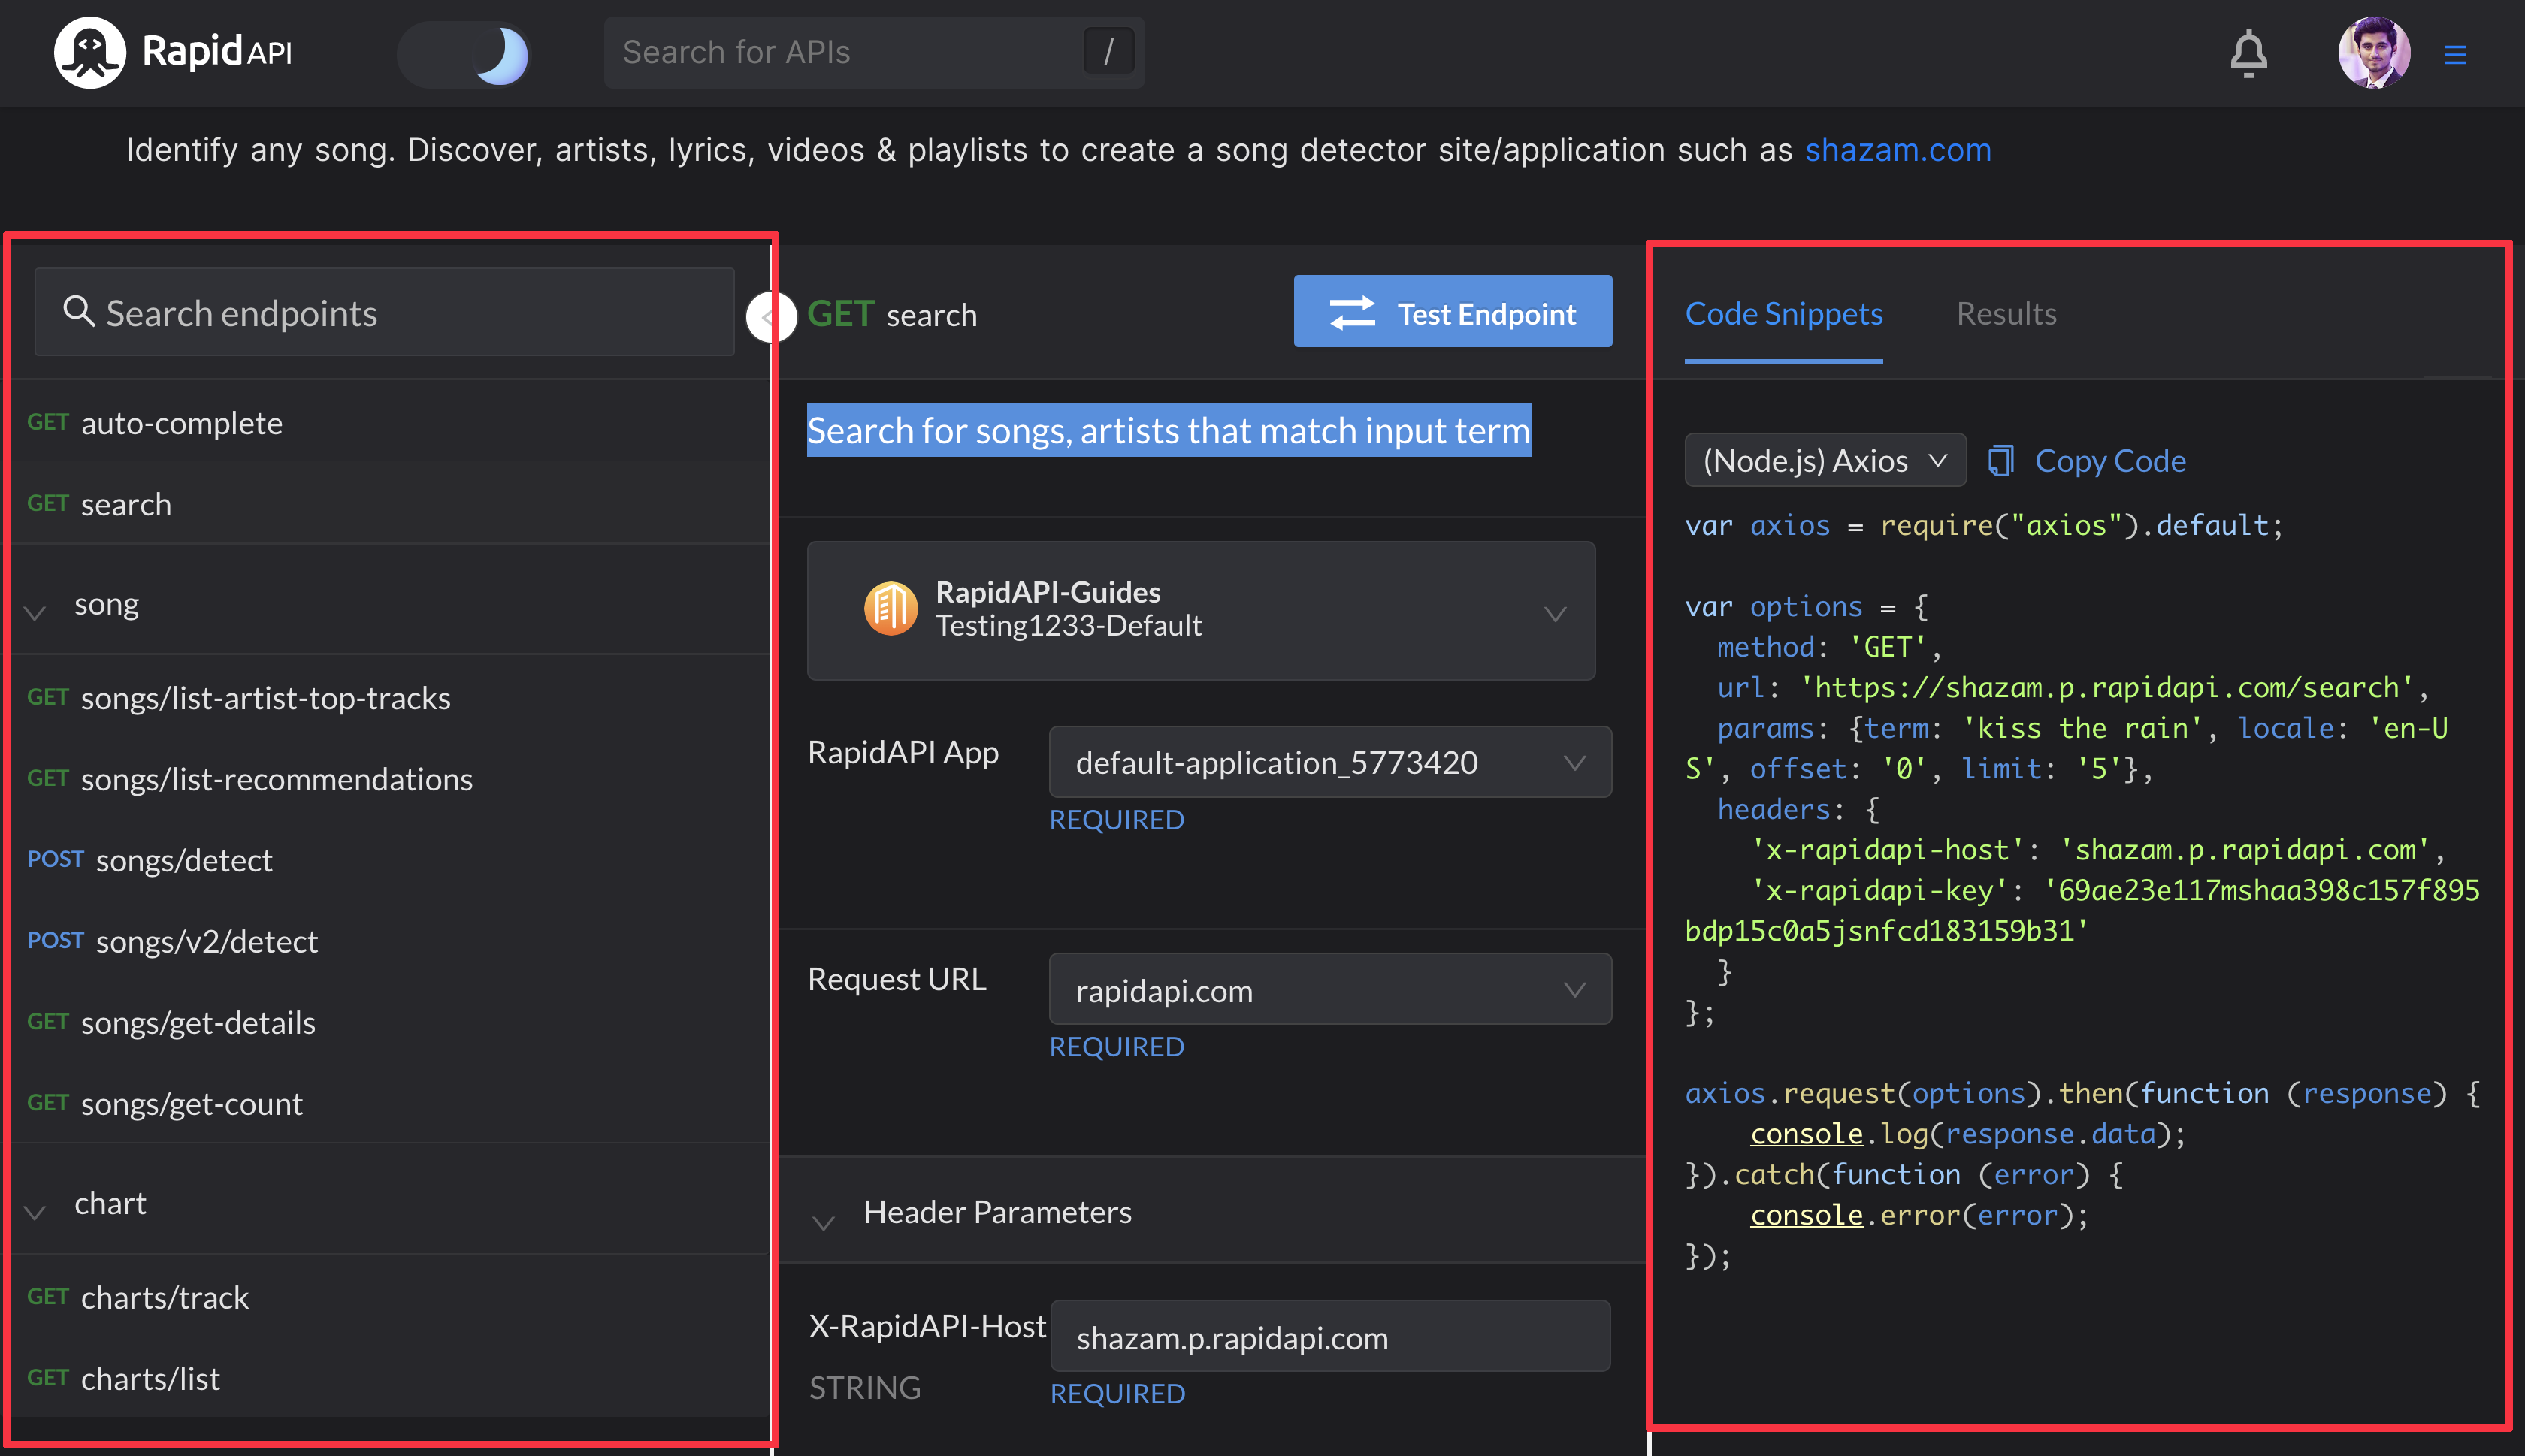 RapidAPI
Search for APIs
/
Identify any song. Discover, artists, lyrics, videos & playlists to create a song detector site/application such as shazam.com
Search endpoints
GET auto-complete
GET search
song
GET songs/list-artist-top-tracks
GET songs/list-recommendations
POST songs/detect
POST songs/v2/detect
GET songs/get-details
GET songs/get-count
chart
GET charts/track
GET charts/list
GET search
Test Endpoint
Search for songs, artists that match input term
RapidAPI-Guides
Testing1233-Default
RapidAPI App
default-application_5773420
REQUIRED
Request URL
rapidapi.com
REQUIRED
Header Parameters
X-RapidAPI-Host
shazam.p.rapidapi.com
STRING
REQUIRED
Code Snippets
Results
(Node.js) Axios
Copy Code
var axios = require("axios").default;
var options = {
method: 'GET',
url: 'https://shazam.p.rapidapi.com/search',
params: {term: 'kiss the rain', locale: 'en-U
S', offset: '0', limit: '5'},
headers: {
'x-rapidapi-host': 'shazam.p.rapidapi.com',
'x-rapidapi-key': '69ae23e117mshaa398c157f895
bdp15c0a5jsnfcd183159b31'
}
};
axios.request(options).then(function (response) {
console.log(response.data);
}).catch(function (error) {
console.error(error);
});